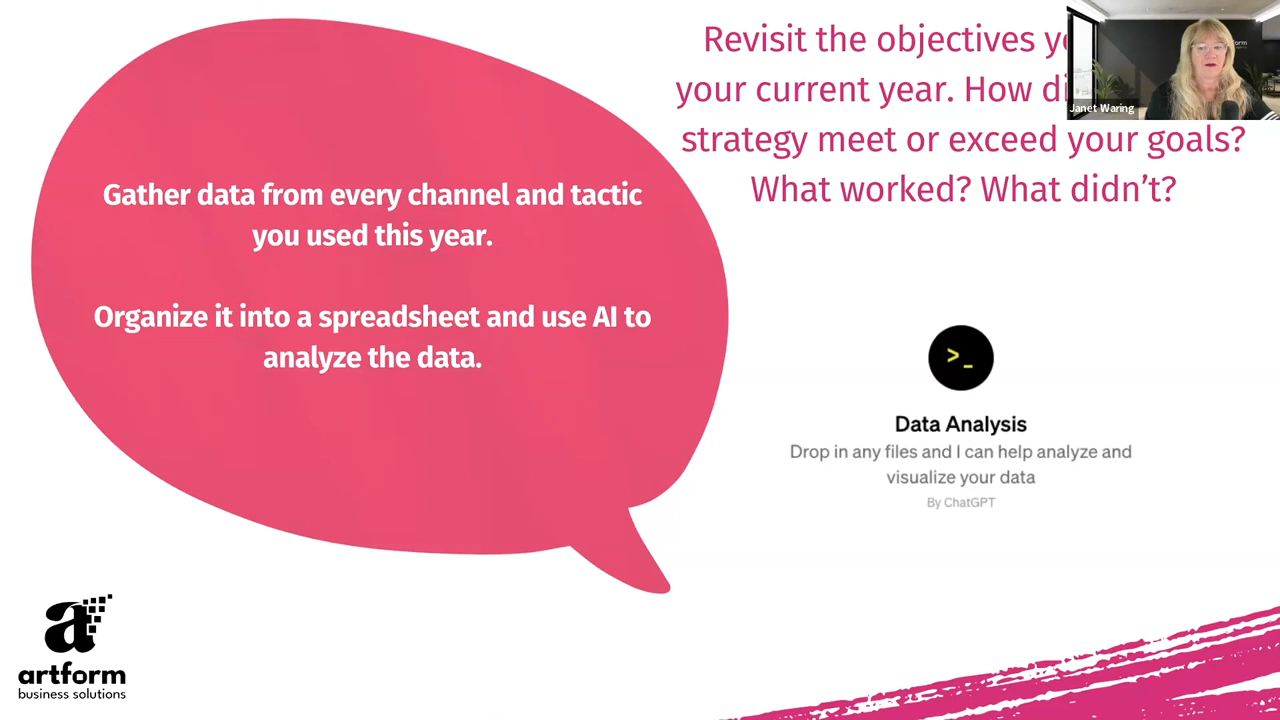 Revisit the objectives
your current year. How
strategy meet or exceed your goals?
What worked? What didn't?
Janet Waring
Gather data from every channel and tactic
you used this year.
Organize it into a spreadsheet and use AI to
analyze the data.
>_
Data Analysis
Drop in any files and I can help analyze and
visualize your data
By ChatGPT
a
artform
business solutions